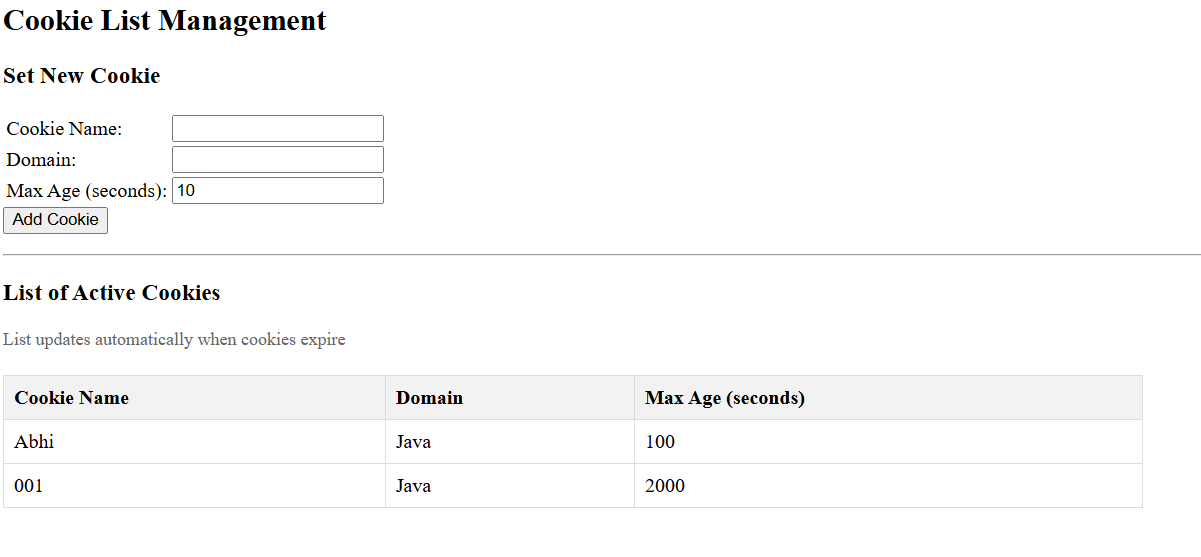 Cookie List Management
Set New Cookie
Cookie Name:
Domain:
Max Age (seconds): 10
Add Cookie
List of Active Cookies
List updates automatically when cookies expire
Cookie Name Domain Max Age (seconds)
Abhi Java 100
001 Java 2000